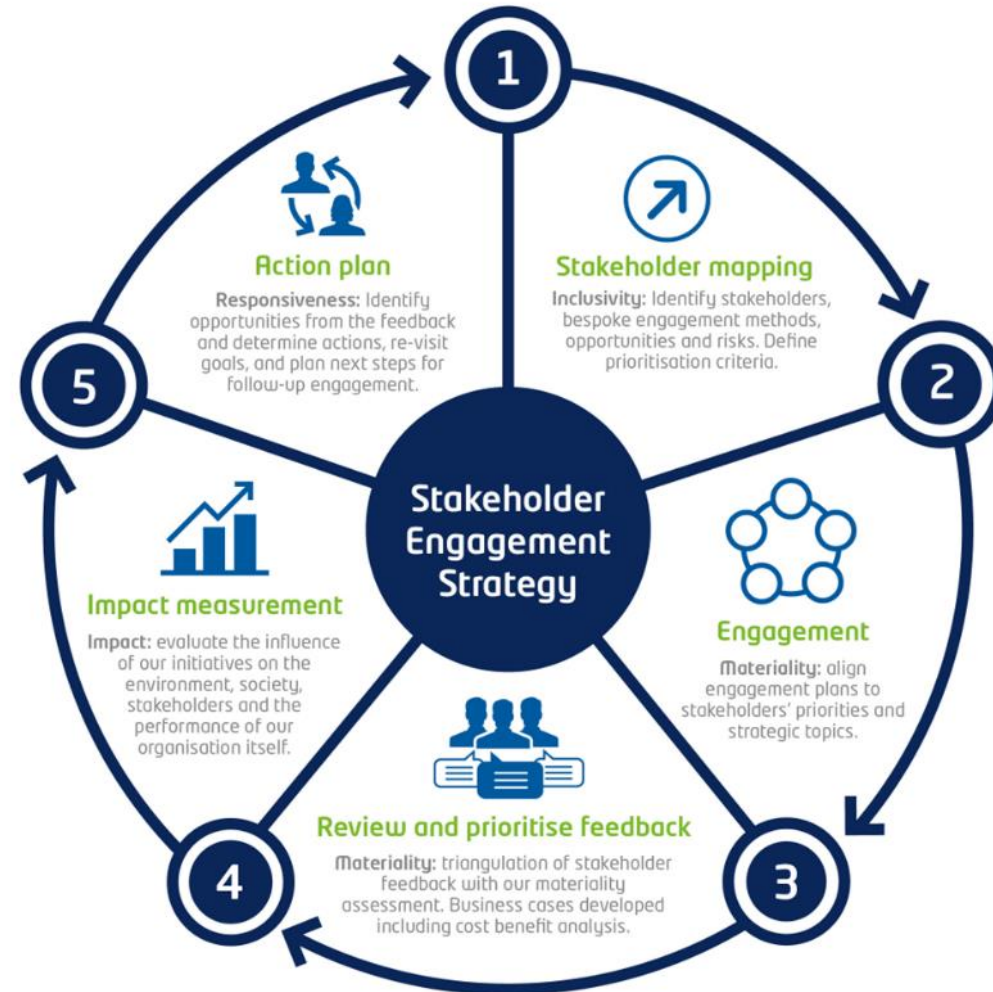 1
Stakeholder mapping
Inclusivity: Identify stakeholders,
bespoke engagement methods,
opportunities and risks. Define
prioritisation criteria.
2
Engagement
Materiality: align
engagement plans to
stakeholders' priorities and
strategic topics.
3
Review and prioritise feedback
Materiality: triangulation of stakeholder
feedback with our materiality
assessment. Business cases developed
including cost benefit analysis.
4
Impact measurement
Impact: evaluate the influence
of our initiatives on the
environment, society,
stakeholders and the
performance of our
organisation itself.
5
Action plan
Responsiveness: Identify
opportunities from the feedback
and determine actions, re-visit
goals, and plan next steps for
follow-up engagement.
Stakeholder
Engagement
Strategy